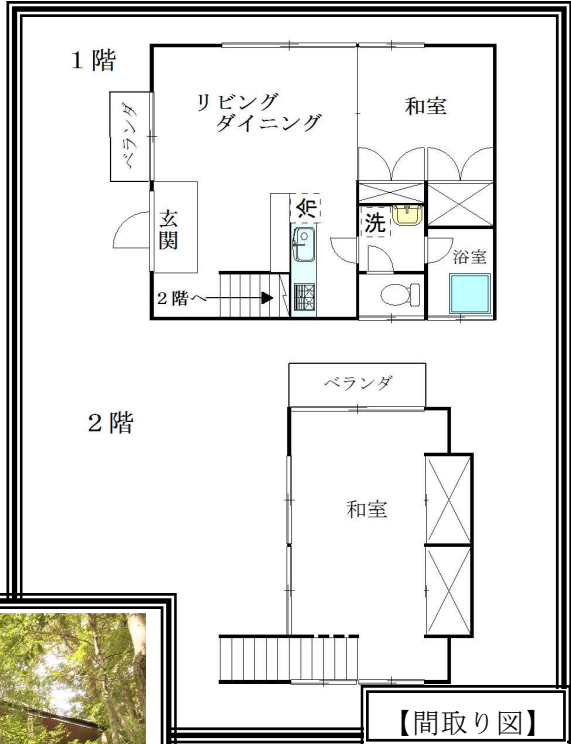 1階
リビング
ダイニング
和室
ベランダ
玄関
冷
洗
浴室
2階へ
2階
ベランダ
和室
【間取り図】